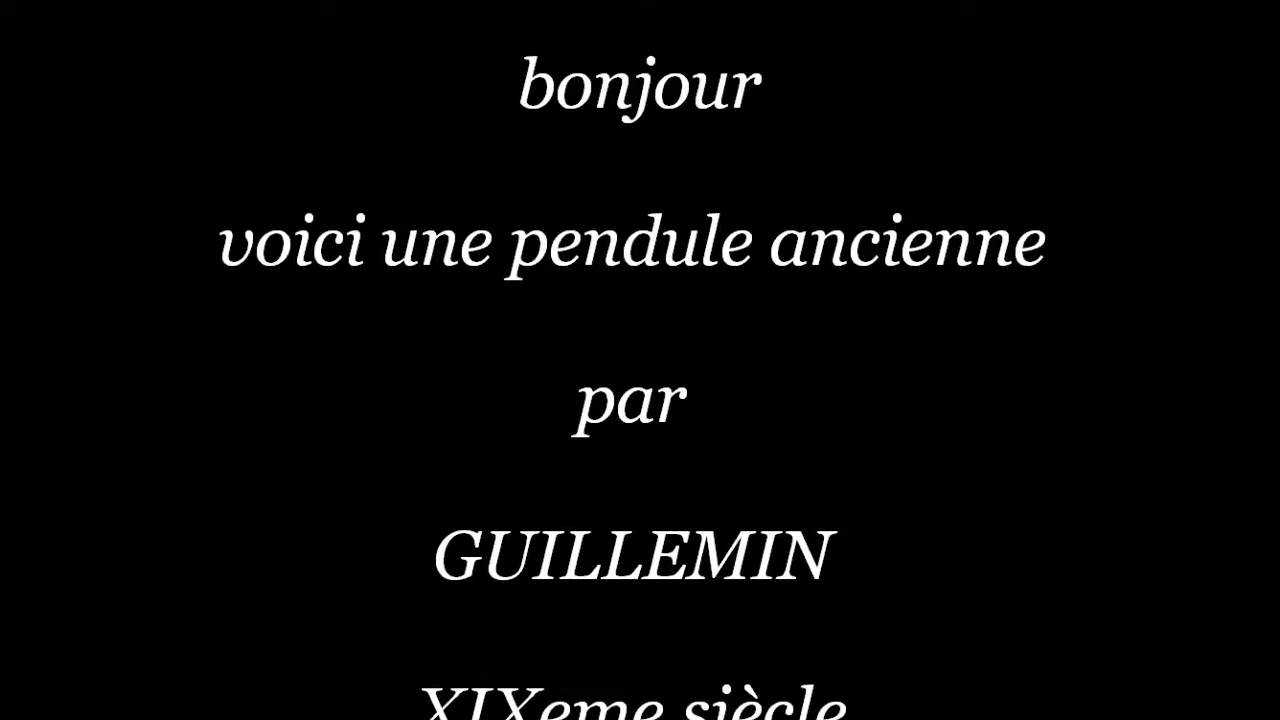 bonjour
voici une pendule ancienne
par
GUILLEMIN
XIXeme siècle